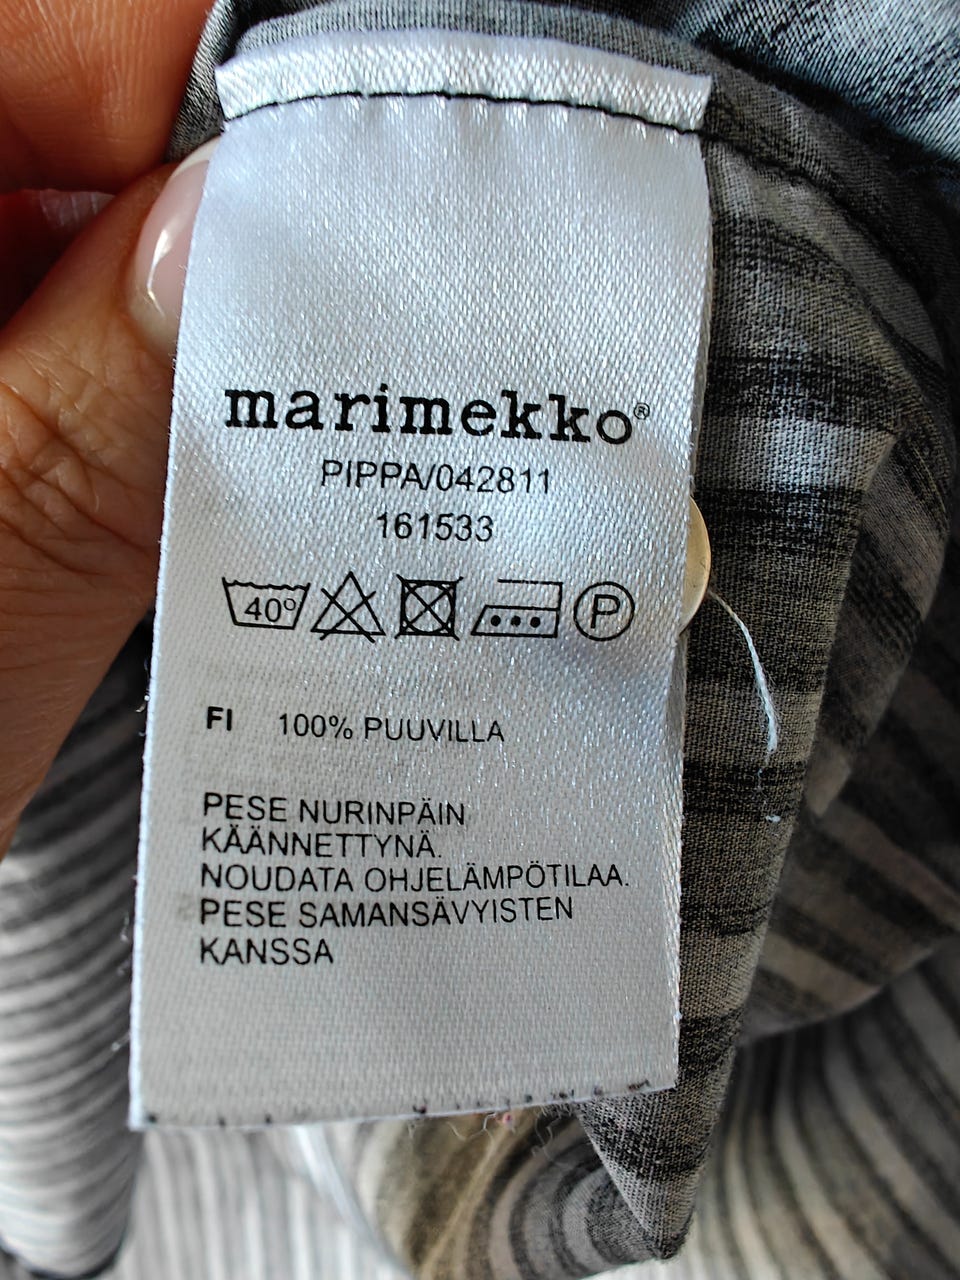 marimekko®
PIPPA/042811
161533
40°
P
FI 100% PUUVILLA
PESE NURINPÄIN
KÄÄNNETTYNÄ.
NOUDATA OHJELÄMPÖTILAA.
PESE SAMANSÄVYISTEN
KANSSA